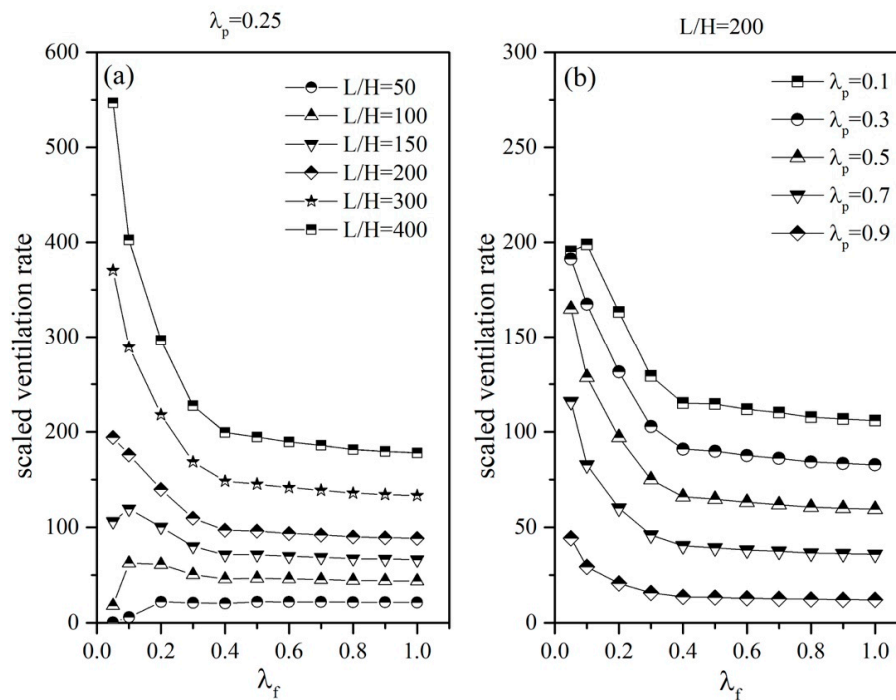 λp=0.25
L/H=200
(a)
L/H=50
L/H=100
L/H=150
L/H=200
L/H=300
L/H=400
scaled ventilation rate
600
500
400
300
200
100
0
0.0 0.2 0.4 0.6 0.8 1.0
λf
(b)
λp=0.1
λp=0.3
λp=0.5
λp=0.7
λp=0.9
scaled ventilation rate
300
250
200
150
100
50
0
0.0 0.2 0.4 0.6 0.8 1.0
λf